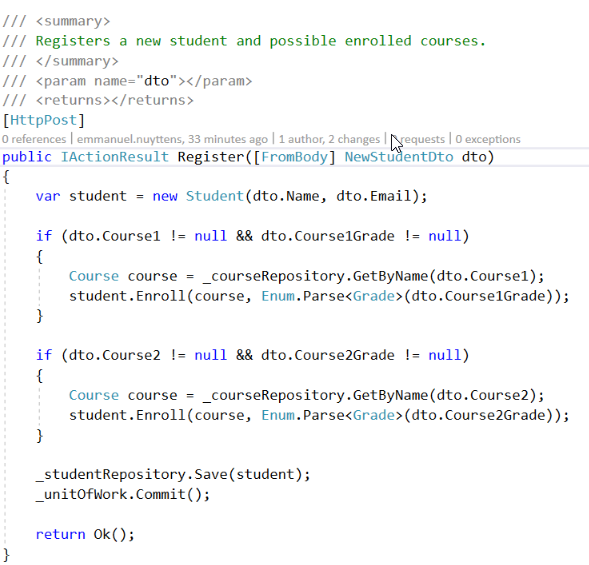 /// <summary>
/// Registers a new student and possible enrolled courses.
/// </summary>
/// <param name="dto"></param>
/// <returns></returns>
[HttpPost]
0 references | emmanuel.nuyttens, 33 minutes ago | 1 author, 2 changes | requests | 0 exceptions
public IActionResult Register([FromBody] NewStudentDto dto)
{
    var student = new Student(dto.Name, dto.Email);

    if (dto.Course1 != null && dto.Course1Grade != null)
    {
        Course course = _courseRepository.GetByName(dto.Course1);
        student.Enroll(course, Enum.Parse<Grade>(dto.Course1Grade));
    }

    if (dto.Course2 != null && dto.Course2Grade != null)
    {
        Course course = _courseRepository.GetByName(dto.Course2);
        student.Enroll(course, Enum.Parse<Grade>(dto.Course2Grade));
    }

    _studentRepository.Save(student);
    _unitOfWork.Commit();

    return Ok();
}